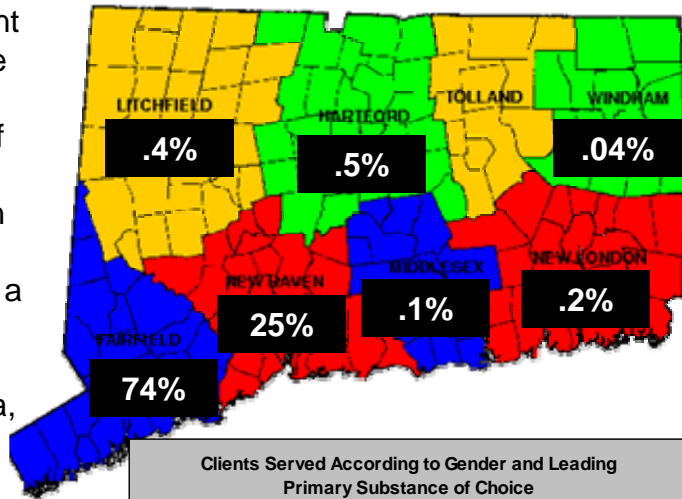 nt
e
f
n
a
a,
LITCHFIELD
.4%
HARTFORD
.5%
TOLLAND
WINDHAM
.04%
NEW HAVEN
25%
MIDDLESEX
.1%
NEW LONDON
.2%
FAIRFIELD
74%
Clients Served According to Gender and Leading
Primary Substance of Choice